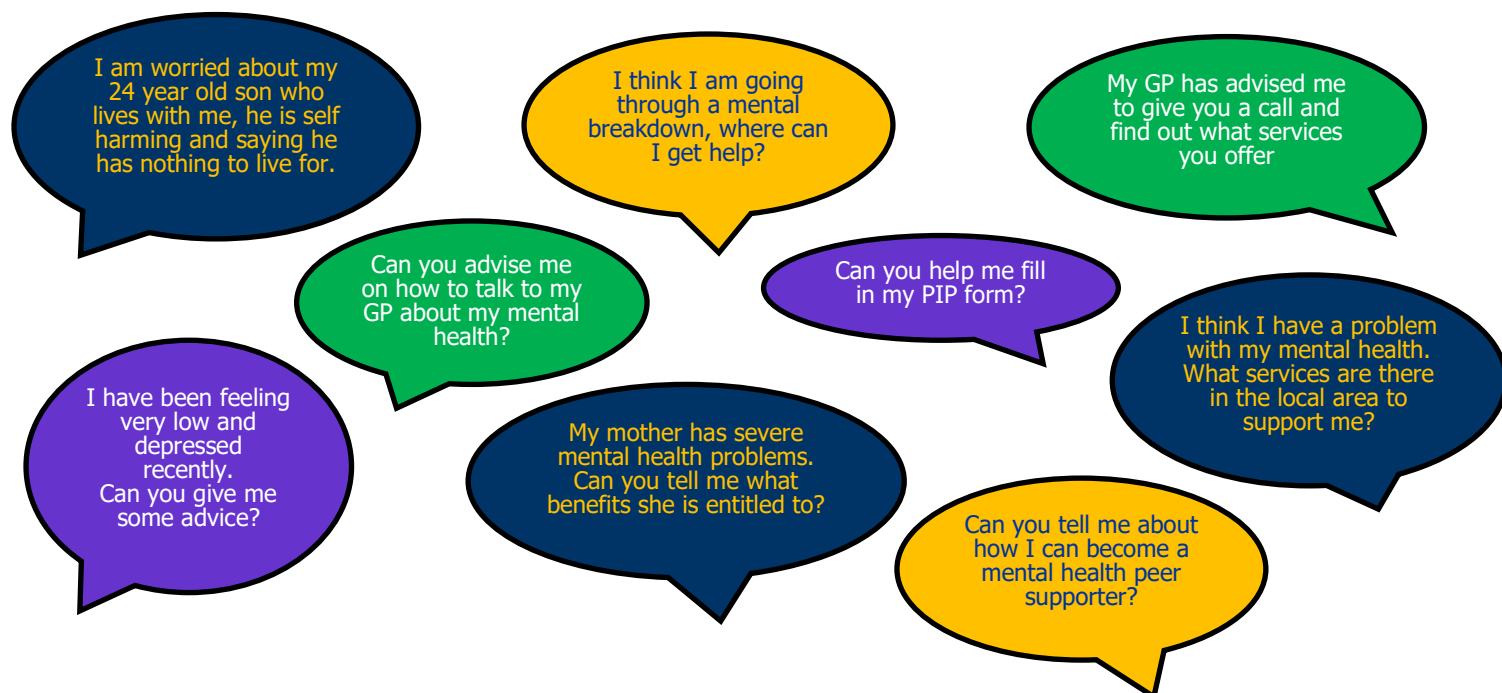 I am worried about my
24 year old son who
lives with me, he is self
harming and saying he
has nothing to live for.
I think I am going
through a mental
breakdown, where can
I get help?
My GP has advised me
to give you a call and
find out what services
you offer
Can you advise me
on how to talk to my
GP about my mental
health?
Can you help me fill
in my PIP form?
I think I have a problem
with my mental health.
What services are there
in the local area to
support me?
I have been feeling
very low and
depressed
recently.
Can you give me
some advice?
My mother has severe
mental health problems.
Can you tell me what
benefits she is entitled to?
Can you tell me about
how I can become a
mental health peer
supporter?